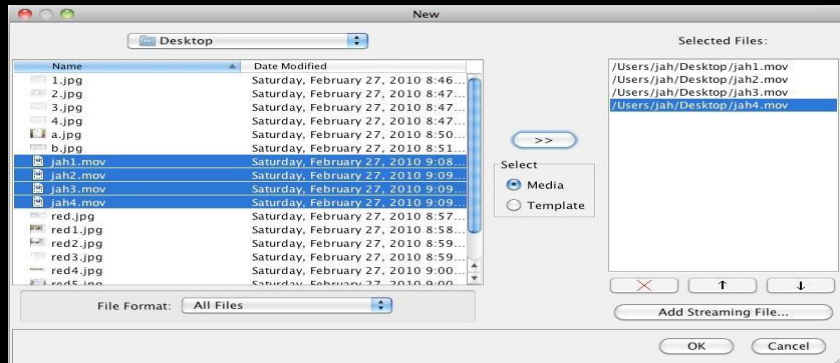 New
Desktop
Selected Files:
Name Date Modified
1.jpg Saturday, February 27, 2010 8:46...
2.jpg Saturday, February 27, 2010 8:47...
3.jpg Saturday, February 27, 2010 8:47...
4.jpg Saturday, February 27, 2010 8:47...
a.jpg Saturday, February 27, 2010 8:50...
b.jpg Saturday, February 27, 2010 8:51...
jah1.mov Saturday, February 27, 2010 9:08...
jah2.mov Saturday, February 27, 2010 9:09...
jah3.mov Saturday, February 27, 2010 9:09...
jah4.mov Saturday, February 27, 2010 9:09...
red.jpg Saturday, February 27, 2010 8:57...
red1.jpg Saturday, February 27, 2010 8:58...
red2.jpg Saturday, February 27, 2010 8:59...
red3.jpg Saturday, February 27, 2010 8:59...
red4.jpg Saturday, February 27, 2010 9:00...
red5.jpg Saturday, February 27, 2010 9:00...
File Format: All Files
>>
Select
Media
Template
/Users/jah/Desktop/jah1.mov
/Users/jah/Desktop/jah2.mov
/Users/jah/Desktop/jah3.mov
/Users/jah/Desktop/jah4.mov
Add Streaming File...
OK Cancel